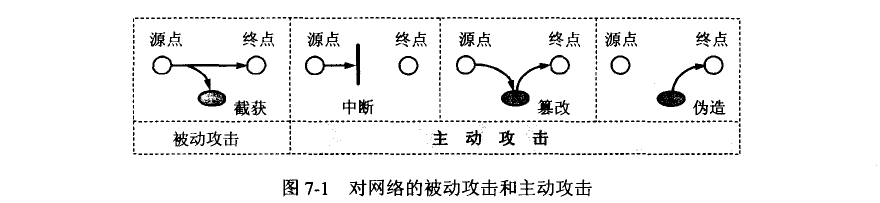 源点 终点 源点 终点 源点 终点 源点 终点
截获 中断 篡改 伪造
被动攻击 主动攻击
图 7-1 对网络的被动攻击和主动攻击